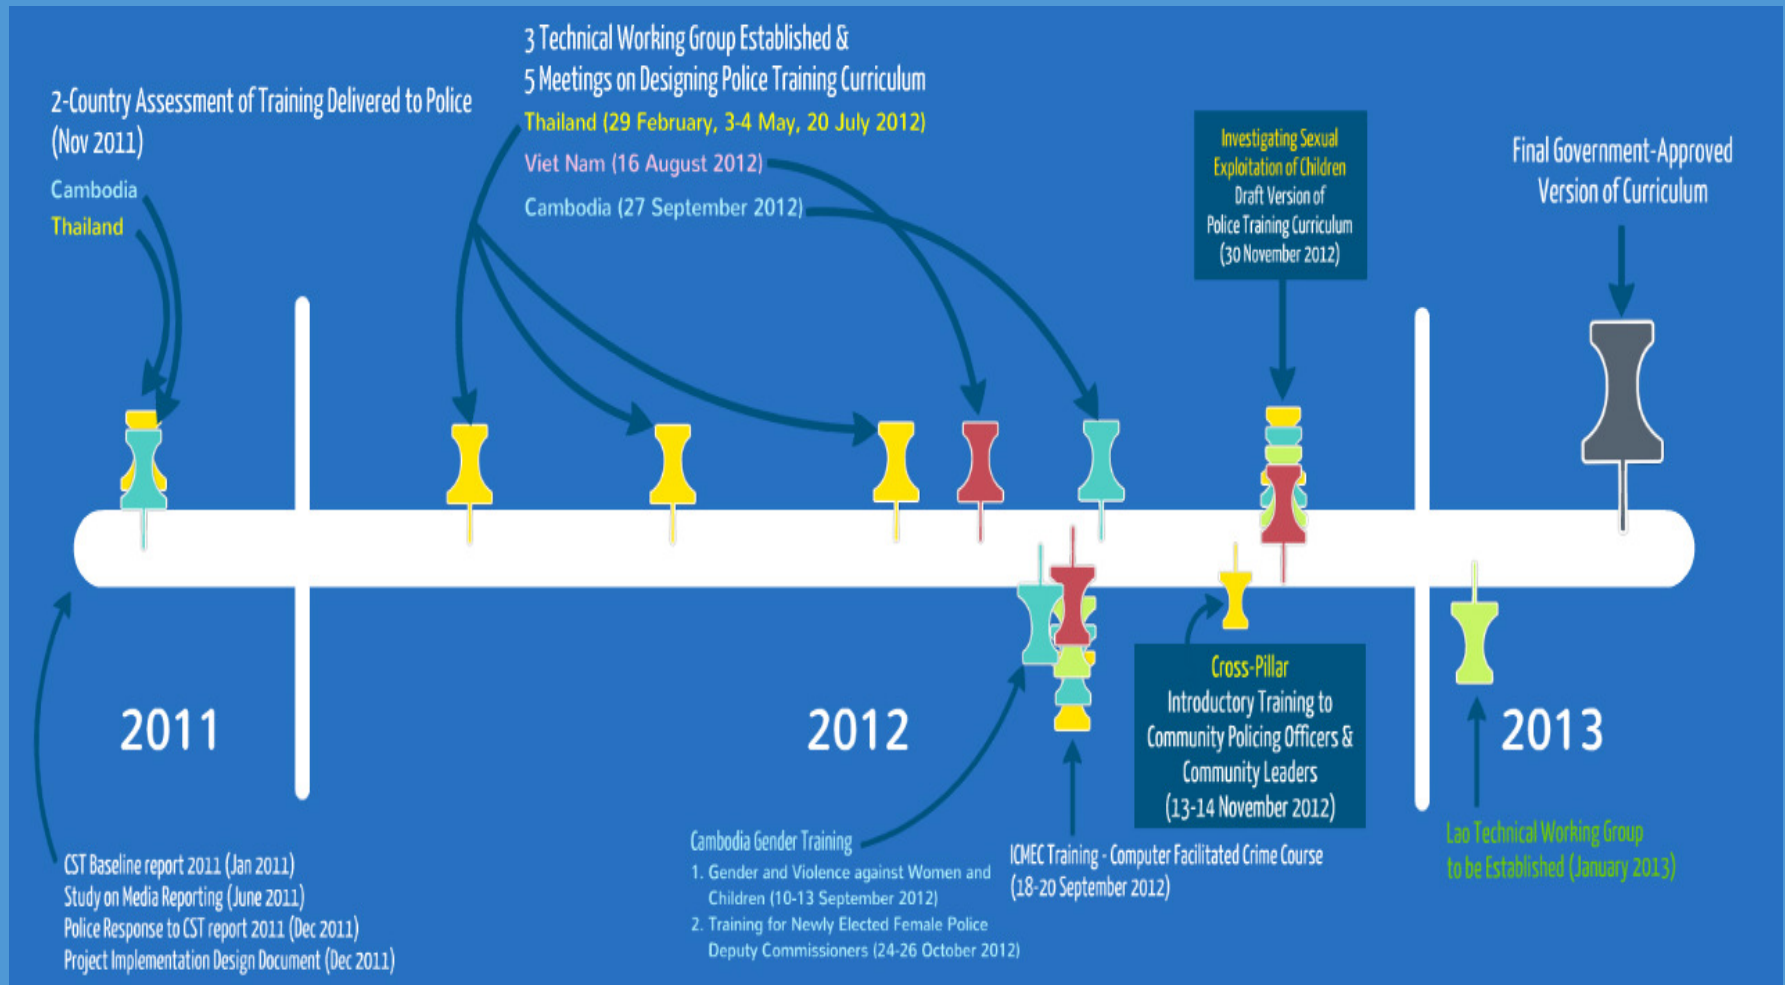 2-Country Assessment of Training Delivered to Police
(Nov 2011)
Cambodia
Thailand
3 Technical Working Group Established &
5 Meetings on Designing Police Training Curriculum
Thailand (29 February, 3-4 May, 20 July 2012)
Viet Nam (16 August 2012)
Cambodia (27 September 2012)
Investigating Sexual
Exploitation of Children
Draft Version of
Police Training Curriculum
(30 November 2012)
Final Government-Approved
Version of Curriculum
2011
2012
2013
CST Baseline report 2011 (Jan 2011)
Study on Media Reporting (June 2011)
Police Response to CST report 2011 (Dec 2011)
Project Implementation Design Document (Dec 2011)
Cambodia Gender Training
1. Gender and Violence against Women and
Children (10-13 September 2012)
2. Training for Newly Elected Female Police
Deputy Commissioners (24-26 October 2012)
ICMEC Training - Computer Facilitated Crime Course
(18-20 September 2012)
Cross-Pillar
Introductory Training to
Community Policing Officers &
Community Leaders
(13-14 November 2012)
Lao Technical Working Group
to be Established (January 2013)